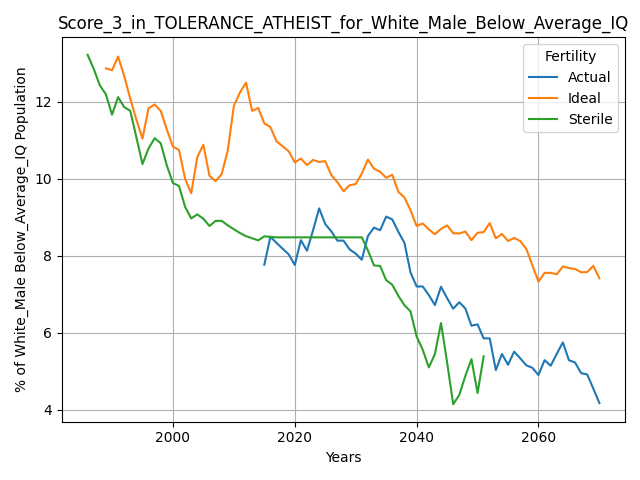 Score_3_in_TOLERANCE_ATHEIST_for_White_Male_Below_Average_IQ
% of White_Male Below_Average_IQ Population
12
10
8
6
4
Fertility
Actual
Ideal
Sterile
2000
2020
2040
2060
Years